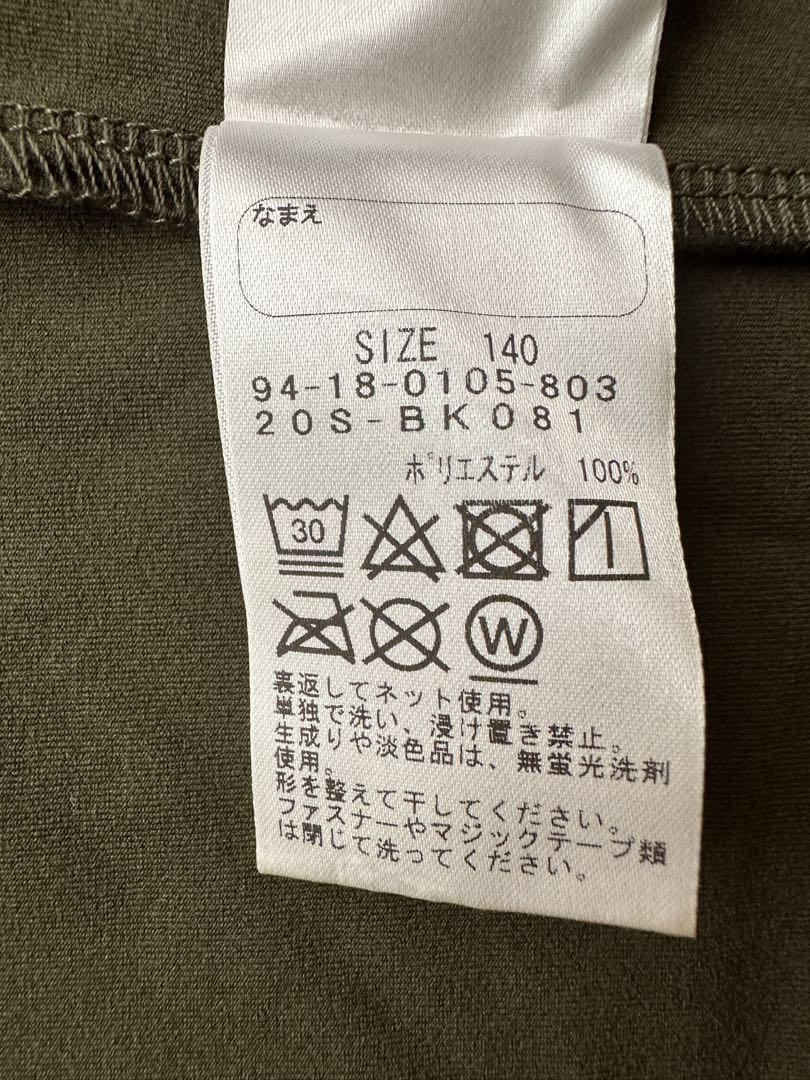 なまえ
SIZE 140
94-18-0105-803
20S-BK081
ポリエステル 100%
30
W
裏返してネット使用。
単独で洗い、浸け置き禁止。
生成りや淡色品は、無蛍光洗剤
使用。
形を整えて干してください。
ファスナーやマジックテープ類
は閉じて洗ってください。